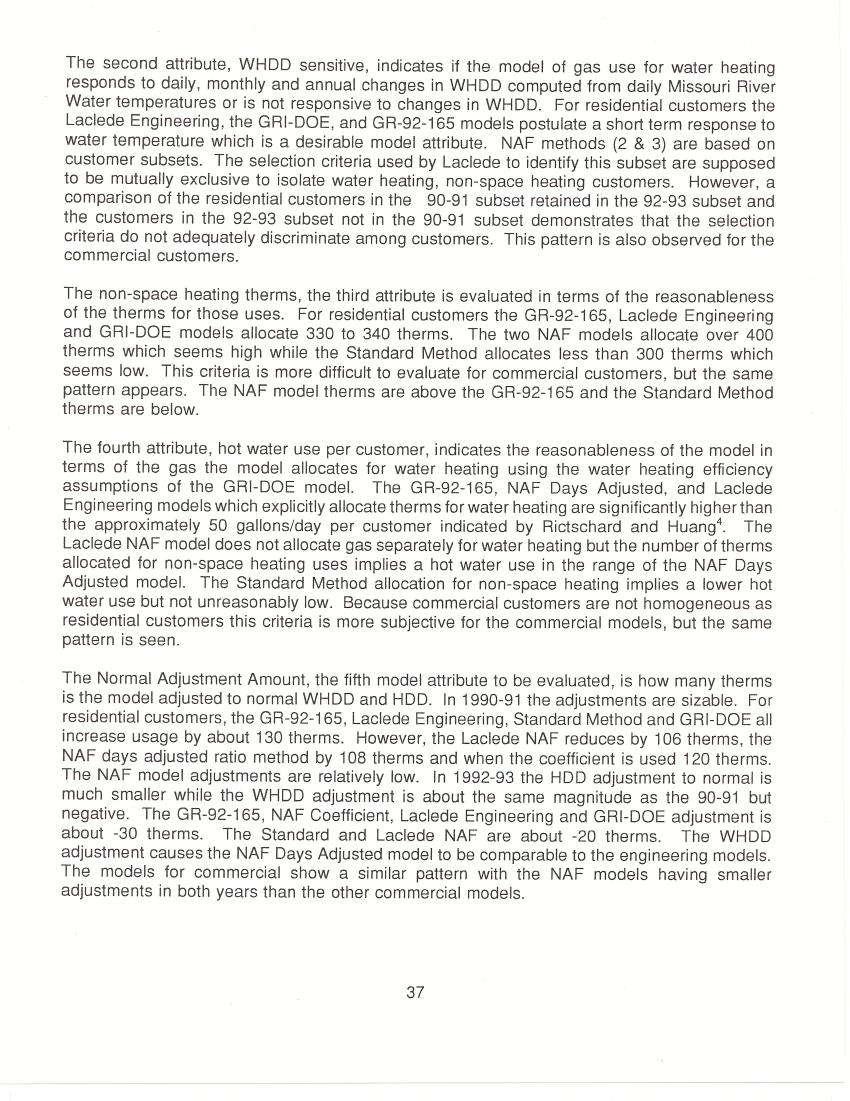 The second attribute, WHDD sensitive, indicates if the model of gas use for water heating
responds to daily, monthly and annual changes in WHDD computed from daily Missouri River
Water temperatures or is not responsive to changes in WHDD. For residential customers the
Laclede Engineering, the GRI-DOE, and GR-92-165 models postulate a short term response to
water temperature which is a desirable model attribute. NAF methods (2 & 3) are based on
customer subsets. The selection criteria used by Laclede to identify this subset are supposed
to be mutually exclusive to isolate water heating, non-space heating customers. However, a
comparison of the residential customers in the 90-91 subset retained in the 92-93 subset and
the customers in the 92-93 subset not in the 90-91 subset demonstrates that the selection
criteria do not adequately discriminate among customers. This pattern is also observed for the
commercial customers.
The non-space heating therms, the third attribute is evaluated in terms of the reasonableness
of the therms for those uses. For residential customers the GR-92-165, Laclede Engineering
and GRI-DOE models allocate 330 to 340 therms. The two NAF models allocate over 400
therms which seems high while the Standard Method allocates less than 300 therms which
seems low. This criteria is more difficult to evaluate for commercial customers, but the same
pattern appears. The NAF model therms are above the GR-92-165 and the Standard Method
therms are below.
The fourth attribute, hot water use per customer, indicates the reasonableness of the model in
terms of the gas the model allocates for water heating using the water heating efficiency
assumptions of the GRI-DOE model. The GR-92-165, NAF Days Adjusted, and Laclede
Engineering models which explicitly allocate therms for water heating are significantly higher than
the approximately 50 gallons/day per customer indicated by Rictschard and Huang⁴. The
Laclede NAF model does not allocate gas separately for water heating but the number of therms
allocated for non-space heating uses implies a hot water use in the range of the NAF Days
Adjusted model. The Standard Method allocation for non-space heating implies a lower hot
water use but not unreasonably low. Because commercial customers are not homogeneous as
residential customers this criteria is more subjective for the commercial models, but the same
pattern is seen.
The Normal Adjustment Amount, the fifth model attribute to be evaluated, is how many therms
is the model adjusted to normal WHDD and HDD. In 1990-91 the adjustments are sizable. For
residential customers, the GR-92-165, Laclede Engineering, Standard Method and GRI-DOE all
increase usage by about 130 therms. However, the Laclede NAF reduces by 106 therms, the
NAF days adjusted ratio method by 108 therms and when the coefficient is used 120 therms.
The NAF model adjustments are relatively low. In 1992-93 the HDD adjustment to normal is
much smaller while the WHDD adjustment is about the same magnitude as the 90-91 but
negative. The GR-92-165, NAF Coefficient, Laclede Engineering and GRI-DOE adjustment is
about -30 therms. The Standard and Laclede NAF are about -20 therms. The WHDD
adjustment causes the NAF Days Adjusted model to be comparable to the engineering models.
The models for commercial show a similar pattern with the NAF models having smaller
adjustments in both years than the other commercial models.
37